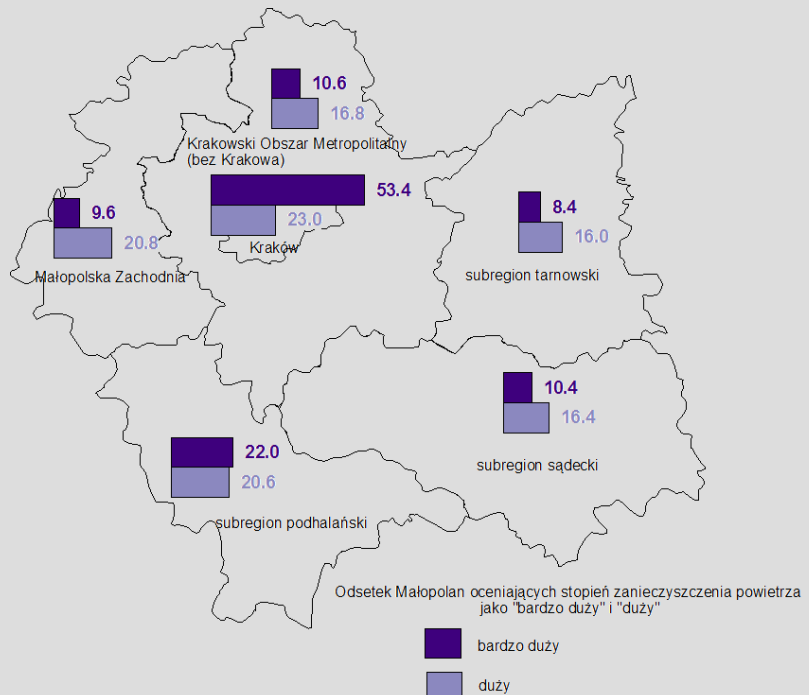 10.6
16.8
Krakowski Obszar Metropolitalny
(bez Krakowa)
53.4
23.0
Kraków
9.6
20.8
Małopolska Zachodnia
8.4
16.0
subregion tarnowski
10.4
16.4
subregion sądecki
22.0
20.6
subregion podhalański
Odsetek Małopolan oceniających stopień zanieczyszczenia powietrza
jako "bardzo duży" i "duży"
bardzo duży
duży